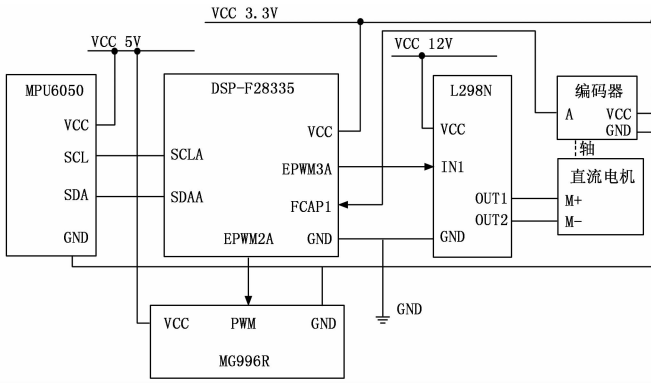 VCC 3.3V
VCC 5V
VCC 12V
MPU6050
VCC
SCL
SDA
GND
DSP-F28335
VCC
SCLA
EPWM3A
SDAA
FCAP1
EPWM2A
GND
L298N
VCC
IN1
OUT1
OUT2
GND
编码器
A
VCC
GND
轴
直流电机
M+
M-
GND
VCC
PWM
GND
MG996R